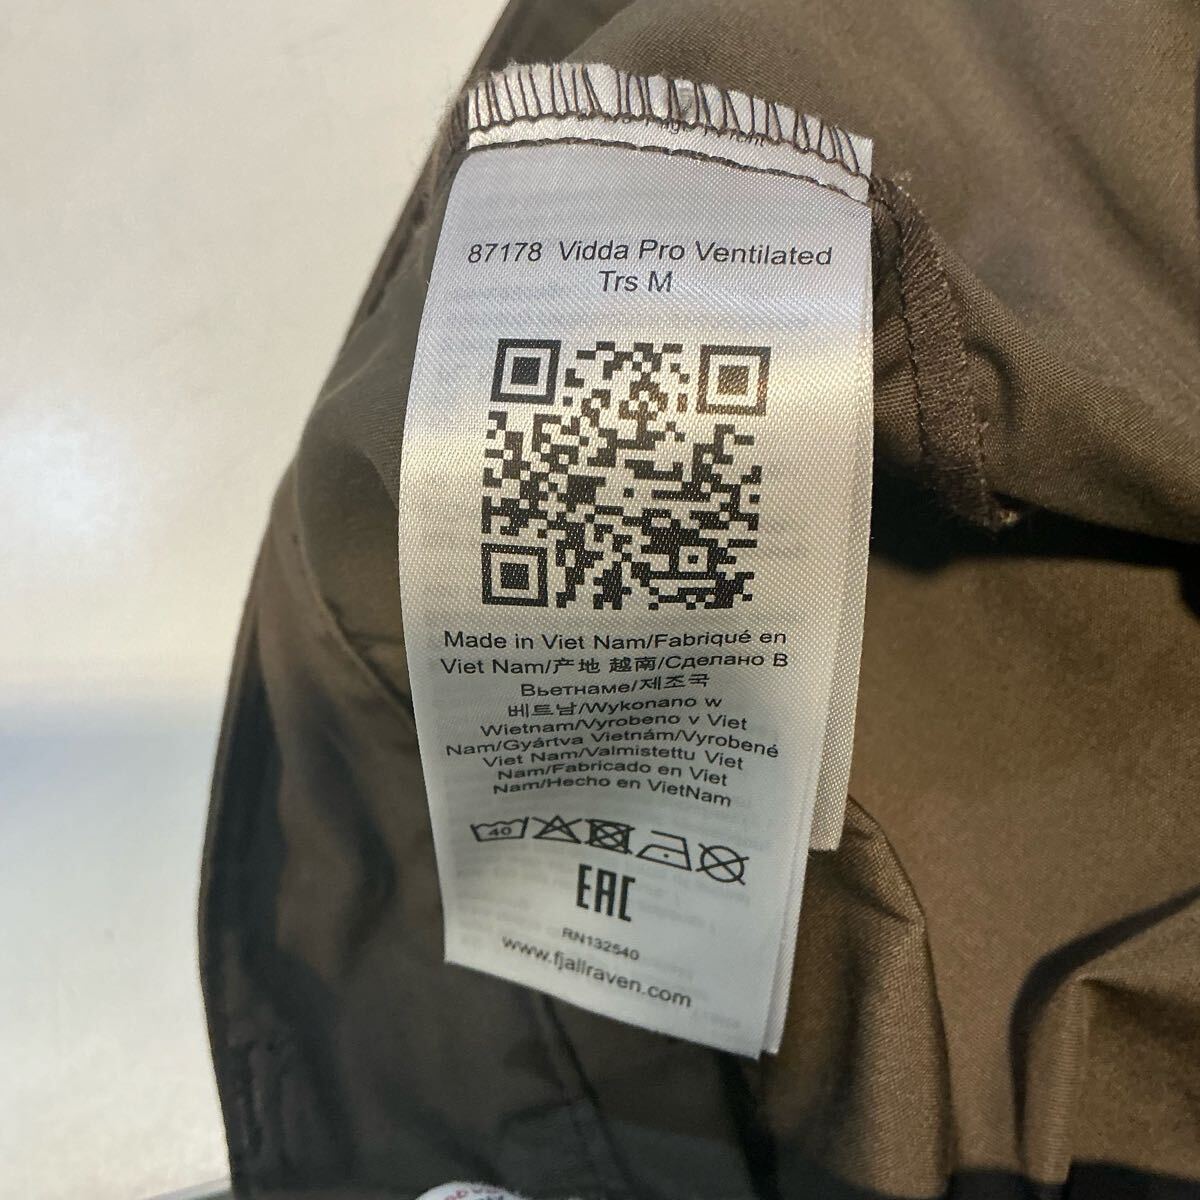 87178 Vidda Pro Ventilated
Trs M
Made in Viet Nam/Fabriqué en
Viet Nam/产地 越南/Сделано В
Вьетнаме/제조국
베트남/Wykonano w
Wietnam/Vyrobeno v Viet
Nam/Gyártva Vietnám/Vyrobené
Viet Nam/Valmistettu Viet
Nam/Fabricado en Viet
Nam/Hecho en VietNam
40
EAC
RN132540
www.fjallraven.com